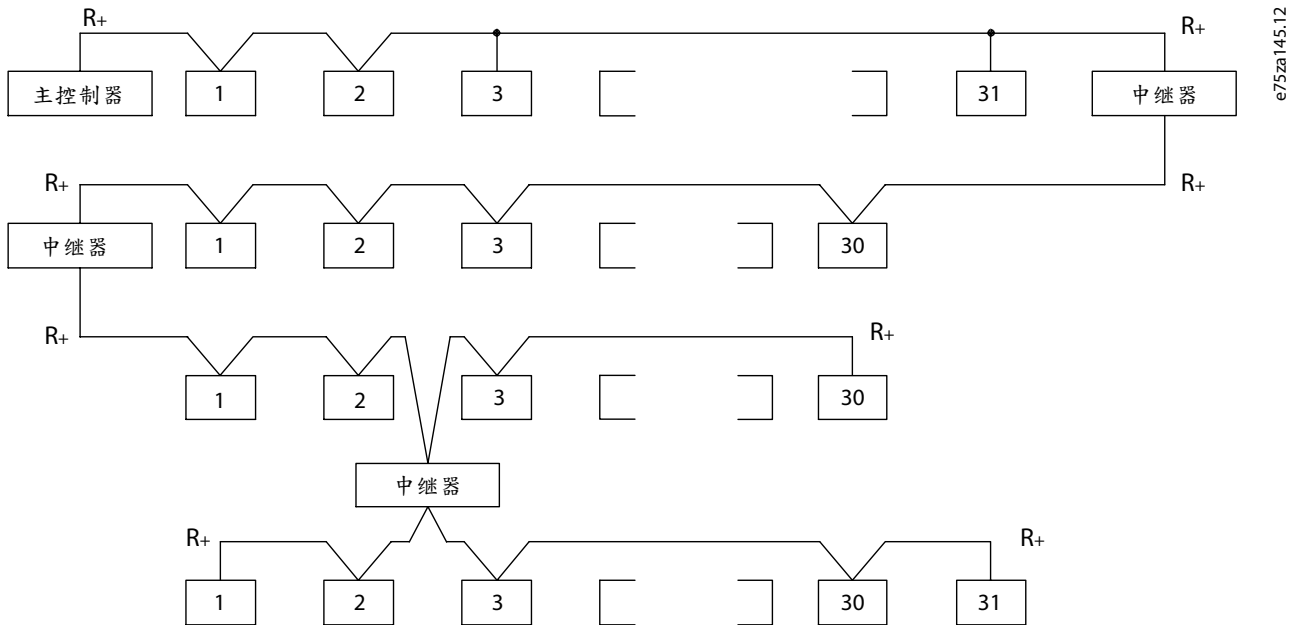 R+ R+
主控制器 1 2 3 31 中继器
e75za145.12
R+ R+
中继器 1 2 3 30
R+ R+
1 2 3 30
中继器
R+ R+
1 2 3 30 31